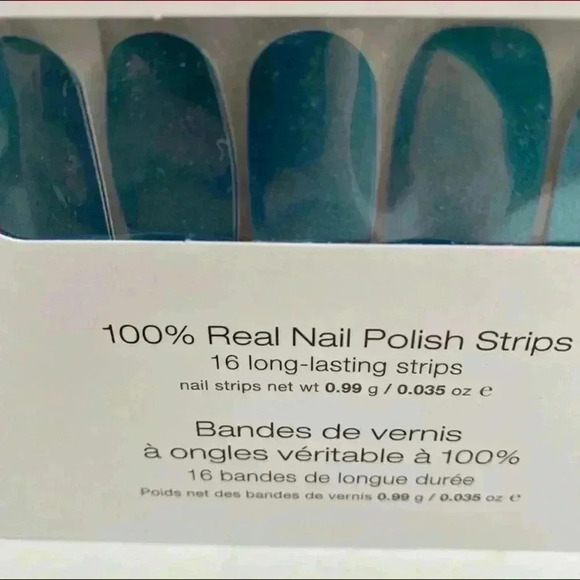 100% Real Nail Polish Strips
16 long-lasting strips
nail strips net wt 0.99 g / 0.035 oz ℮
Bandes de vernis
à ongles véritable à 100%
16 bandes de longue durée
Poids net des bandes de vernis 0.99 g / 0.035 oz ℮